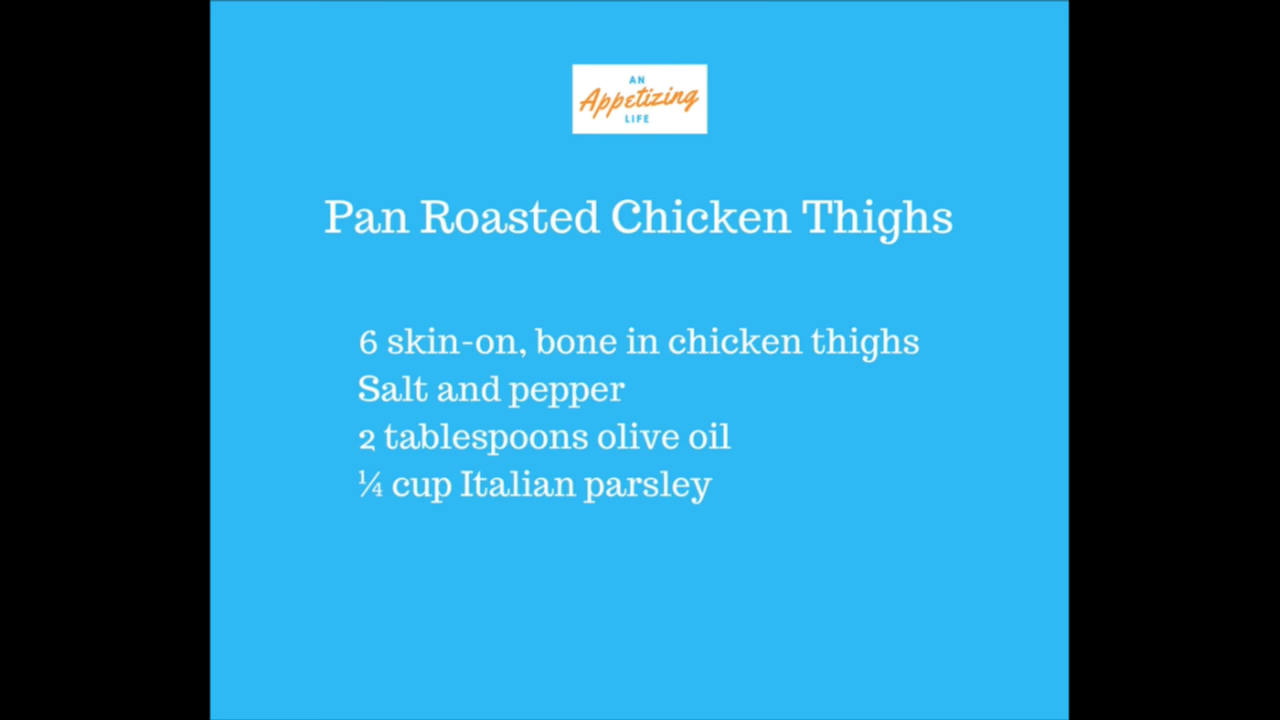 AN
Appetizing
LIFE
Pan Roasted Chicken Thighs
6 skin-on, bone in chicken thighs
Salt and pepper
2 tablespoons olive oil
¼ cup Italian parsley